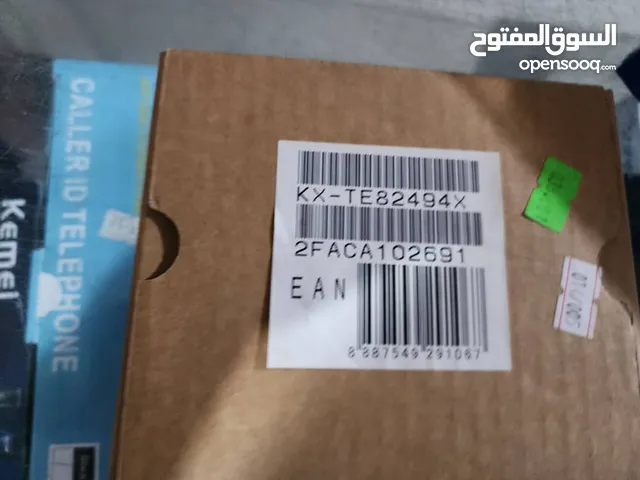 السوق المفتوح
opensooq.com
KX-TE82494X
2FACA102691
EAN
8 887549 291067
CALLER ID TELEPHONE
Kemei